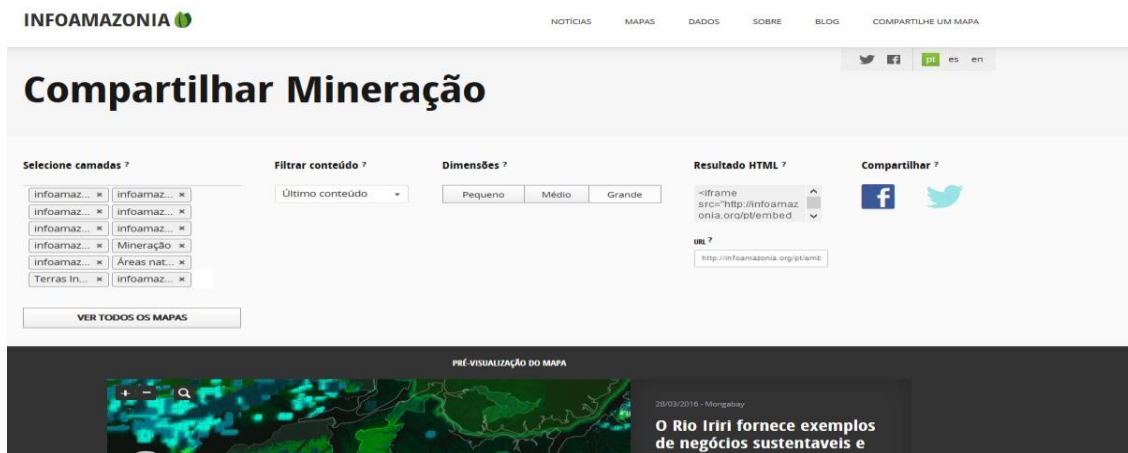 INFOAMAZONIA
NOTÍCIAS MAPAS DADOS SOBRE BLOG COMPARTILHE UM MAPA
pt es en
Compartilhar Mineração
Selecione camadas ?
infoamaz... × infoamaz... ×
infoamaz... × infoamaz... ×
infoamaz... × infoamaz... ×
infoamaz... × Mineração ×
infoamaz... × Áreas nat... ×
Terras In... × infoamaz... ×
VER TODOS OS MAPAS
Filtrar conteúdo ?
Último conteúdo
Dimensões ?
Pequeno Médio Grande
Resultado HTML ?
<iframe
src="http://infoamaz
onia.org/pt/embed
URL ?
http://infoamazonia.org/pt/emb
Compartilhar ?
PRÉ-VISUALIZAÇÃO DO MAPA
28/03/2016 - Mongabay
O Rio Iriri fornece exemplos
de negócios sustentaveis e